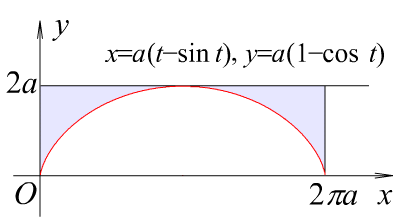 y
x=a(t−sin t), y=a(1−cos t)
2a
O 2πa x